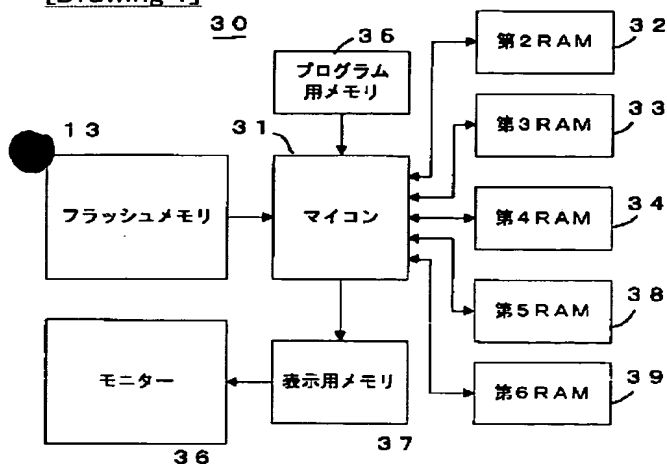 [Drawing 1]
30
35
プログラム
用メモリ
第2RAM
32
第3RAM
33
13
フラッシュメモリ
31
マイコン
第4RAM
34
第5RAM
38
モニター
36
表示用メモリ
37
第6RAM
39